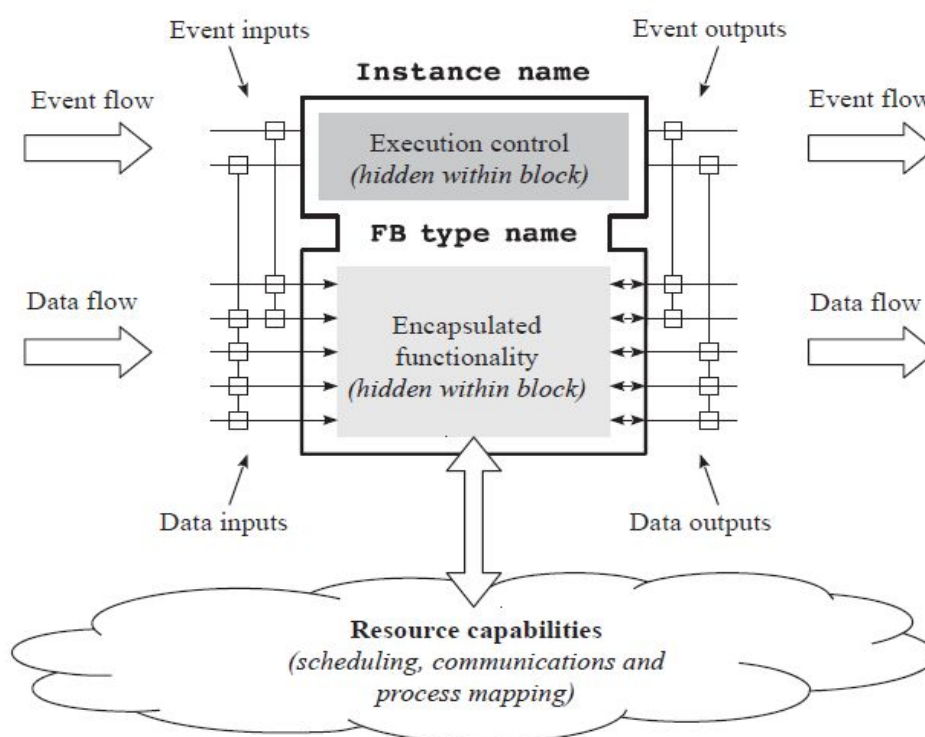 Event inputs
Event outputs
Instance name
Event flow
Event flow
Execution control
(hidden within block)
FB type name
Data flow
Data flow
Encapsulated
functionality
(hidden within block)
Data inputs
Data outputs
Resource capabilities
(scheduling, communications and
process mapping)